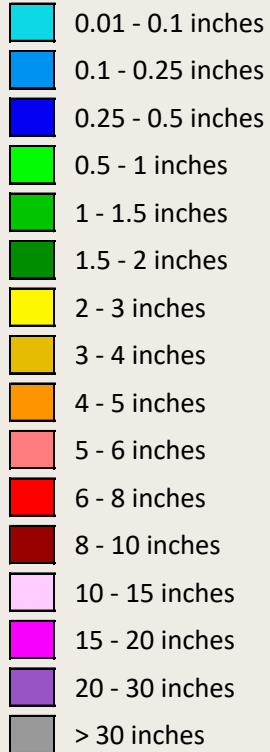 0.01 - 0.1 inches
0.1 - 0.25 inches
0.25 - 0.5 inches
0.5 - 1 inches
1 - 1.5 inches
1.5 - 2 inches
2 - 3 inches
3 - 4 inches
4 - 5 inches
5 - 6 inches
6 - 8 inches
8 - 10 inches
10 - 15 inches
15 - 20 inches
20 - 30 inches
> 30 inches